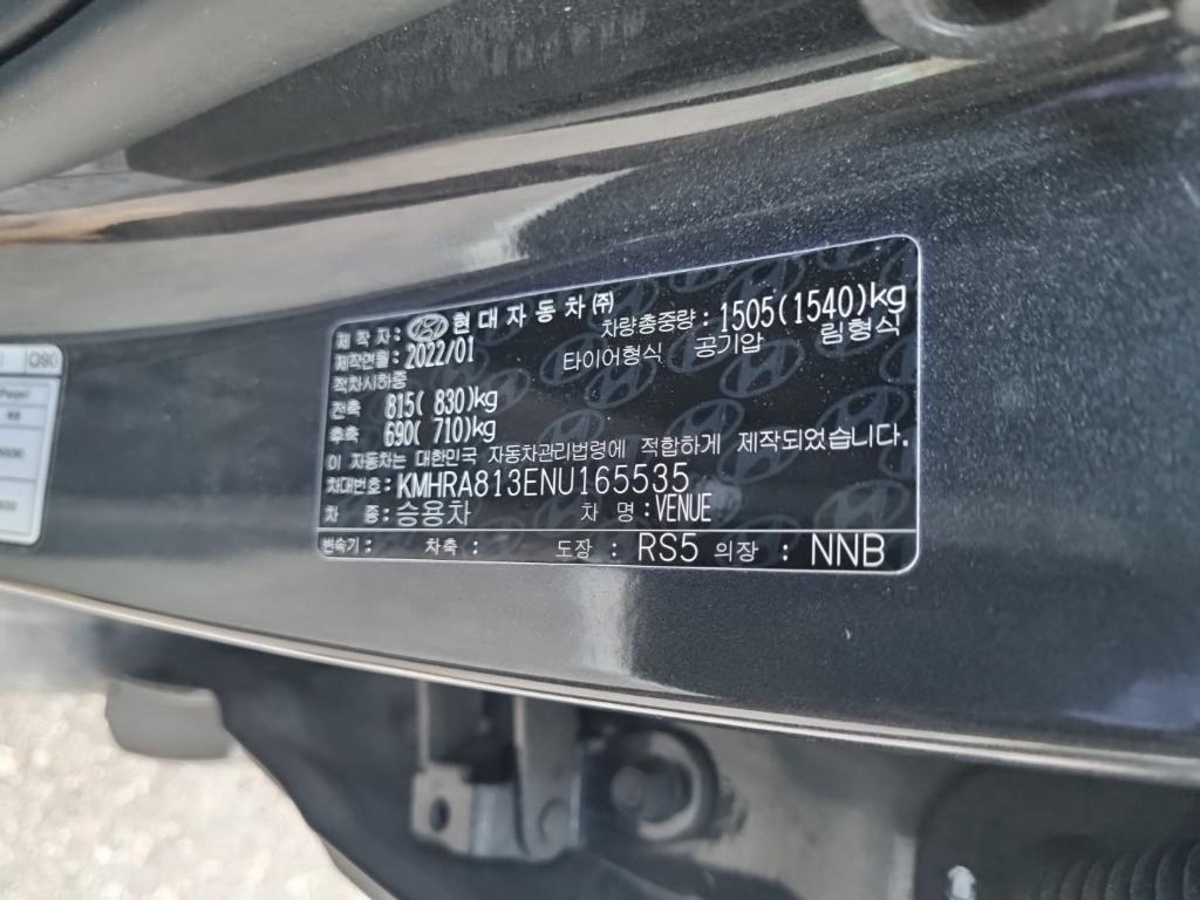 제작자: 현대자동차(주) 차량총중량: 1505(1540)kg
제작연월: 2022/01 타이어형식 공기압 림형식
적차시하중
전축 815( 830)kg
후축 690( 710)kg
이 자동차는 대한민국 자동차관리법령에 적합하게 제작되었습니다.
차대번호: KMHRA813ENU165535
차 종: 승용차 차 명: VENUE
변속기: 차축 : 도장 : RS5 의장 : NNB
Q80